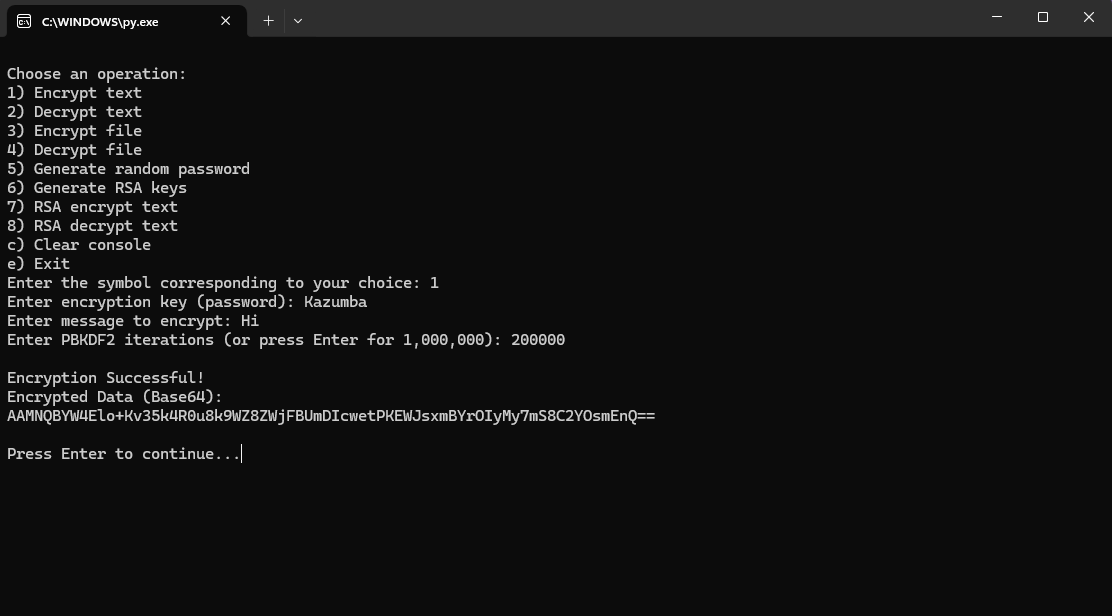 C:\WINDOWS\py.exe
Choose an operation:
1) Encrypt text
2) Decrypt text
3) Encrypt file
4) Decrypt file
5) Generate random password
6) Generate RSA keys
7) RSA encrypt text
8) RSA decrypt text
c) Clear console
e) Exit
Enter the symbol corresponding to your choice: 1
Enter encryption key (password): Kazumba
Enter message to encrypt: Hi
Enter PBKDF2 iterations (or press Enter for 1,000,000): 200000
Encryption Successful!
Encrypted Data (Base64):
AAMNQBYW4Elo+Kv35k4R0u8k9WZ8ZWjFBUmDIcwetPKEWJsxmBYrOIyMy7mS8C2YOsmEnQ==
Press Enter to continue...